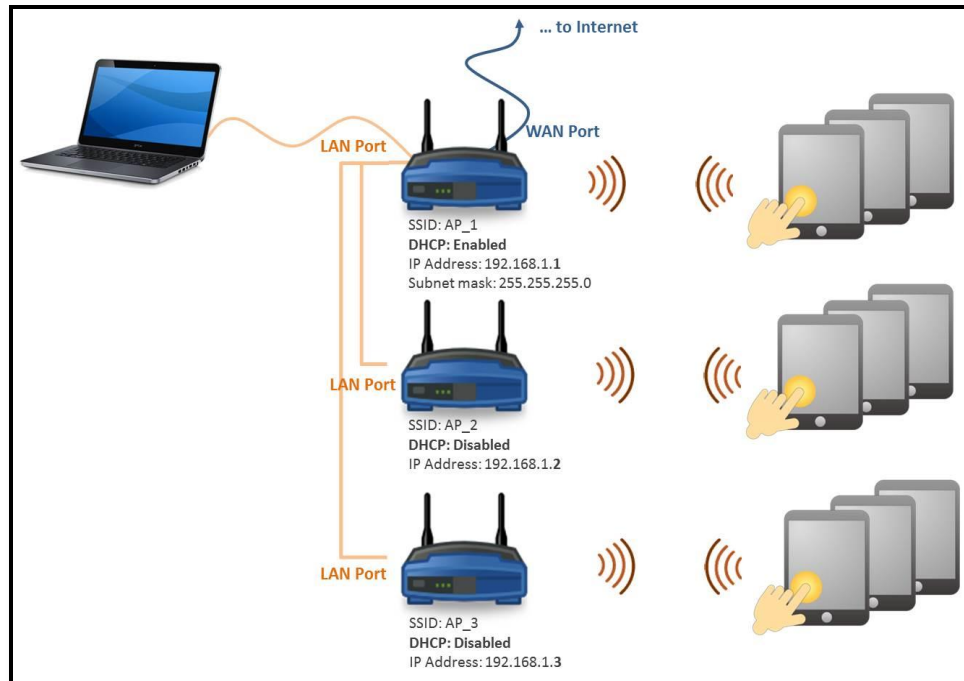 ... to Internet
WAN Port
LAN Port
SSID: AP_1
DHCP: Enabled
IP Address: 192.168.1.1
Subnet mask: 255.255.255.0
LAN Port
SSID: AP_2
DHCP: Disabled
IP Address: 192.168.1.2
LAN Port
SSID: AP_3
DHCP: Disabled
IP Address: 192.168.1.3